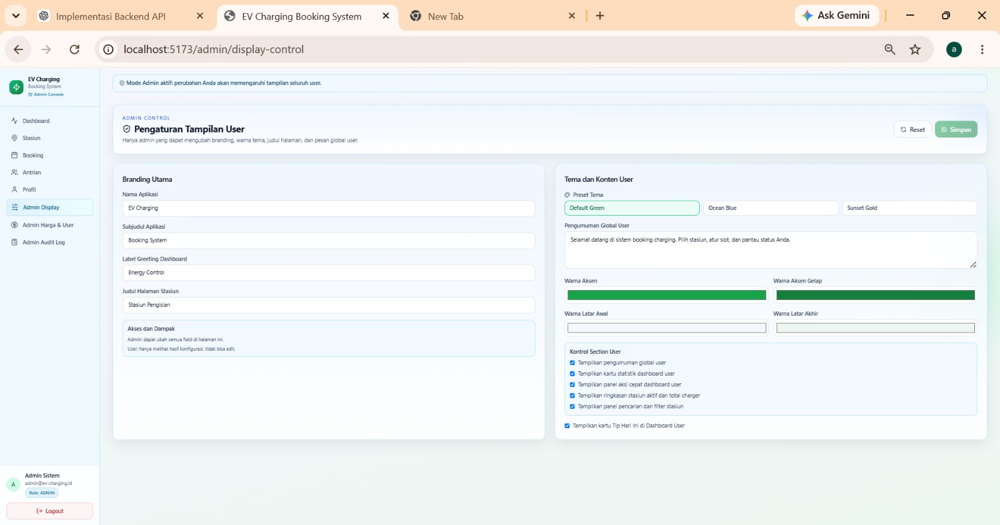 Implementasi Backend API
EV Charging Booking System
New Tab
Ask Gemini
localhost:5173/admin/display-control
a
EV Charging
Booking System
Admin Console
Dashboard
Stasiun
Booking
Antrian
Profil
Admin Display
Admin Harga & User
Admin Audit Log
Admin Sistem
A
admin@ev-charging.id
Role: ADMIN
Logout
Mode Admin aktif: perubahan Anda akan memengaruhi tampilan seluruh user.
ADMIN CONTROL
Pengaturan Tampilan User
Hanya admin yang dapat mengubah branding, warna tema, judul halaman, dan pesan global user.
Reset
Simpan
Branding Utama
Nama Aplikasi
EV Charging
Subjudul Aplikasi
Booking System
Label Greeting Dashboard
Energy Control
Judul Halaman Stasiun
Stasiun Pengisian
Akses dan Dampak
Admin: dapat ubah semua field di halaman ini.
User: hanya melihat hasil konfigurasi, tidak bisa edit.
Tema dan Konten User
Preset Tema
Default Green
Ocean Blue
Sunset Gold
Pengumuman Global User
Selamat datang di sistem booking charging. Pilih stasiun, atur slot, dan pantau status Anda.
Warna Aksen
Warna Aksen Gelap
Warna Latar Awal
Warna Latar Akhir
Kontrol Section User
Tampilkan pengumuman global user
Tampilkan kartu statistik dashboard user
Tampilkan panel aksi cepat dashboard user
Tampilkan ringkasan stasiun aktif dan total charger
Tampilkan panel pencarian dan filter stasiun
Tampilkan kartu Tip Hari Ini di Dashboard User